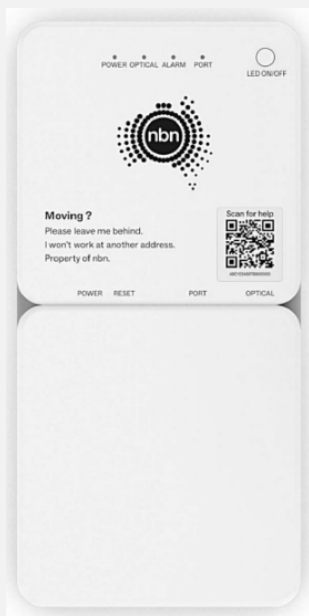 POWER OPTICAL ALARM PORT
LED ON/OFF
nbn
Moving ?
Please leave me behind.
I won't work at another address.
Property of nbn.
Scan for help
POWER RESET PORT OPTICAL